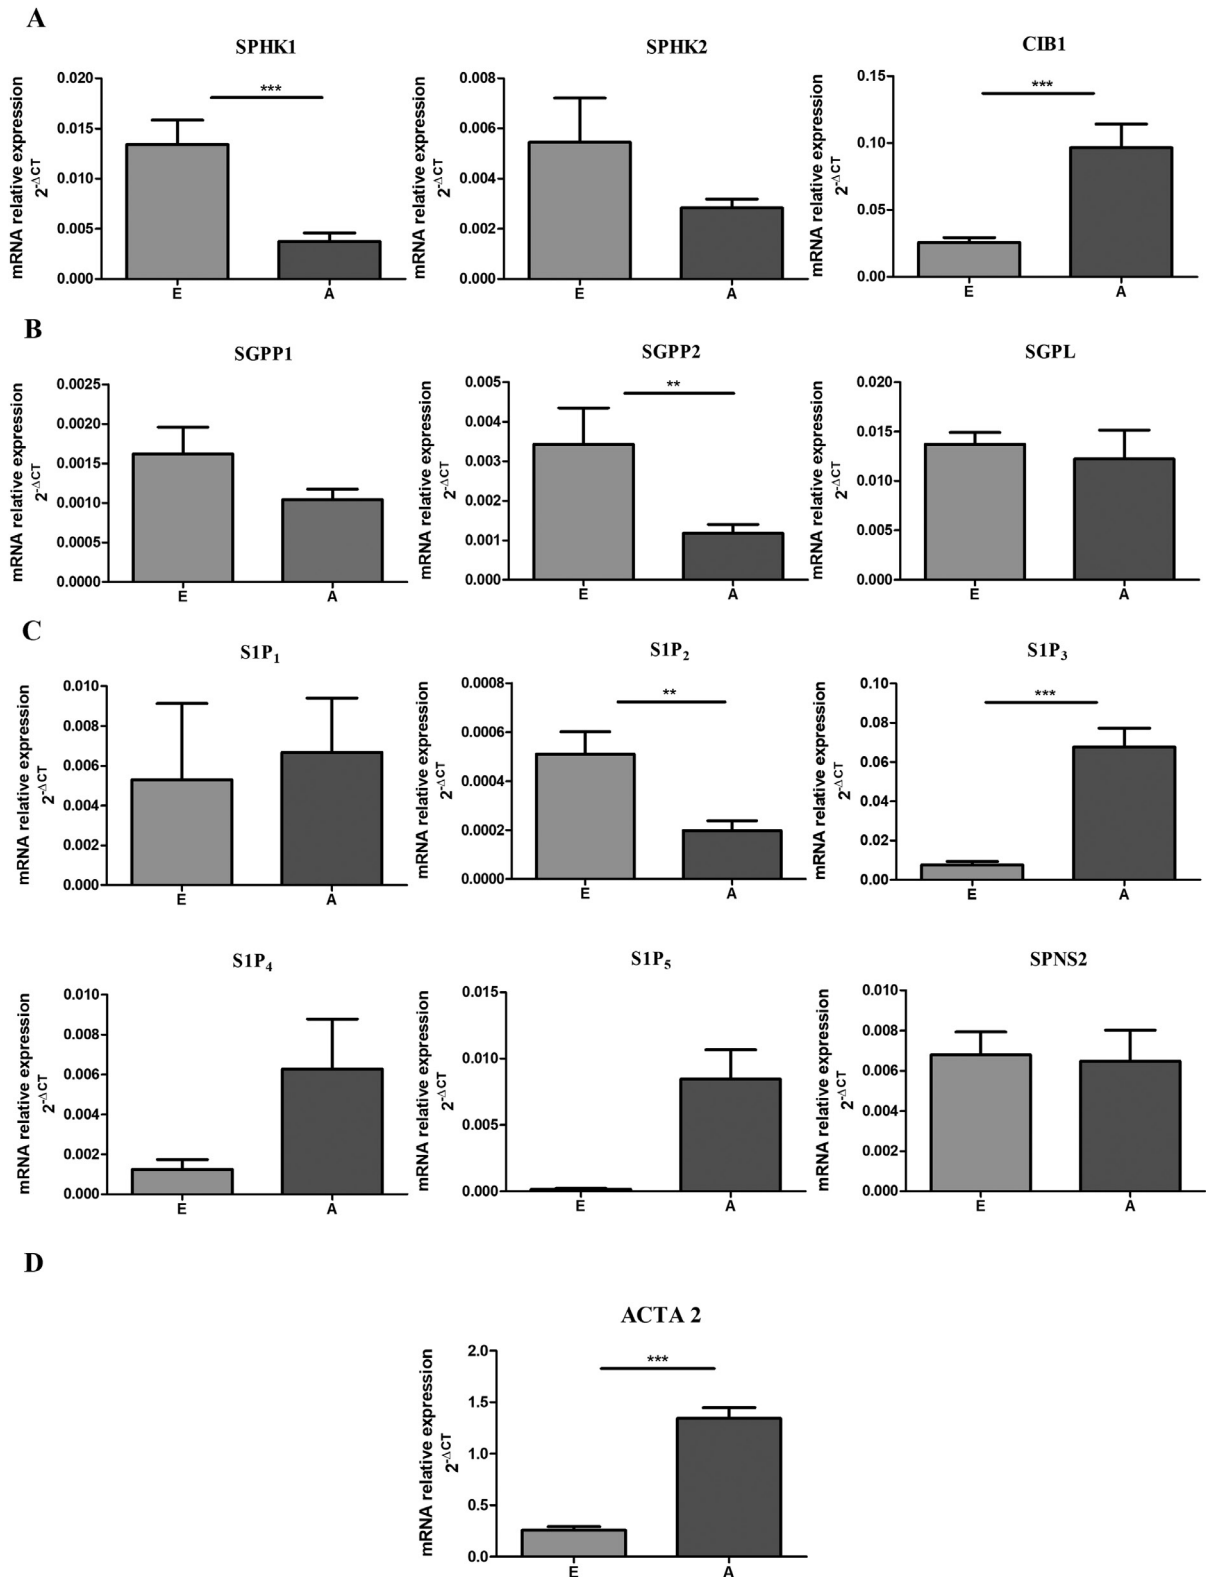 A
SPHK1
mRNA relative expression
2-ΔCT
0.020
0.015
0.010
0.005
0.000
***
E A
SPHK2
mRNA relative expression
2-ΔCT
0.008
0.006
0.004
0.002
0.000
E A
CIB1
mRNA relative expression
2-ΔCT
0.15
0.10
0.05
0.00
***
E A
B
SGPP1
mRNA relative expression
2-ΔCT
0.0025
0.0020
0.0015
0.0010
0.0005
0.0000
E A
SGPP2
mRNA relative expression
2-ΔCT
0.005
0.004
0.003
0.002
0.001
0.000
**
E A
SGPL
mRNA relative expression
2-ΔCT
0.020
0.015
0.010
0.005
0.000
E A
C
S1P1
mRNA relative expression
2-ΔCT
0.010
0.008
0.006
0.004
0.002
0.000
E A
S1P2
mRNA relative expression
2-ΔCT
0.0008
0.0006
0.0004
0.0002
0.0000
**
E A
S1P3
mRNA relative expression
2-ΔCT
0.10
0.08
0.06
0.04
0.02
0.00
***
E A
S1P4
mRNA relative expression
2-ΔCT
0.010
0.008
0.006
0.004
0.002
0.000
E A
S1P5
mRNA relative expression
2-ΔCT
0.015
0.010
0.005
0.000
E A
SPNS2
mRNA relative expression
2-ΔCT
0.010
0.008
0.006
0.004
0.002
0.000
E A
D
ACTA 2
mRNA relative expression
2-ΔCT
2.0
1.5
1.0
0.5
0.0
***
E A